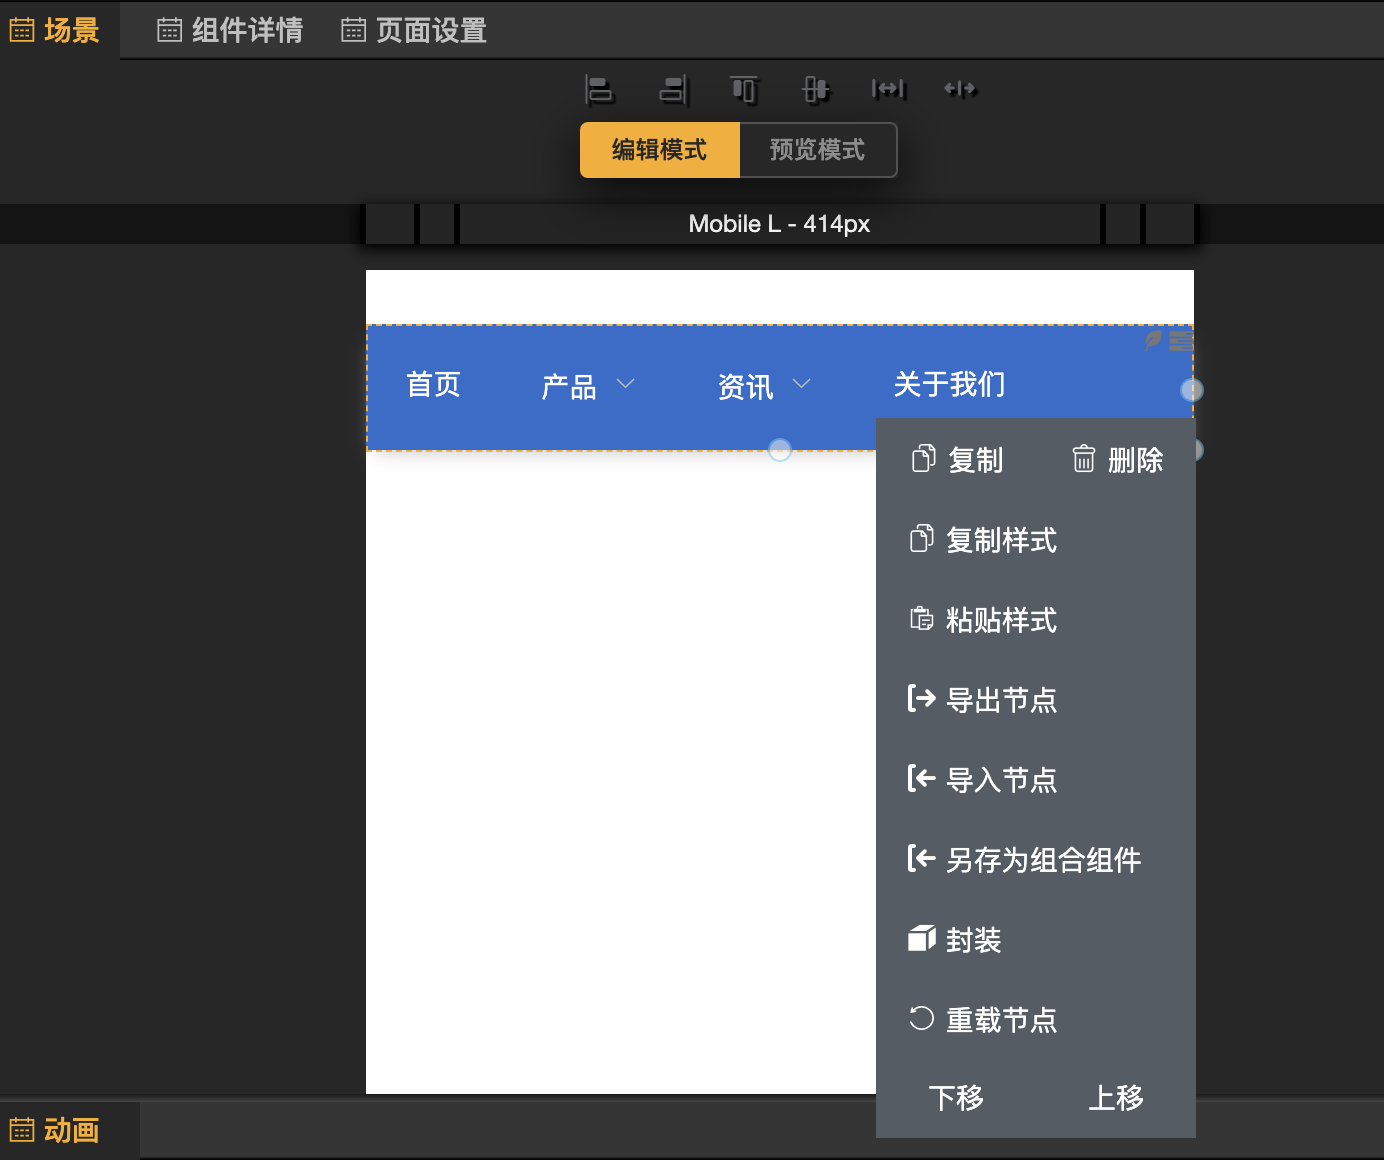 场景 组件详情 页面设置
编辑模式 预览模式
Mobile L - 414px
首页 产品 资讯 关于我们
复制 删除
复制样式
粘贴样式
导出节点
导入节点
另存为组合组件
封装
重载节点
下移 上移
动画